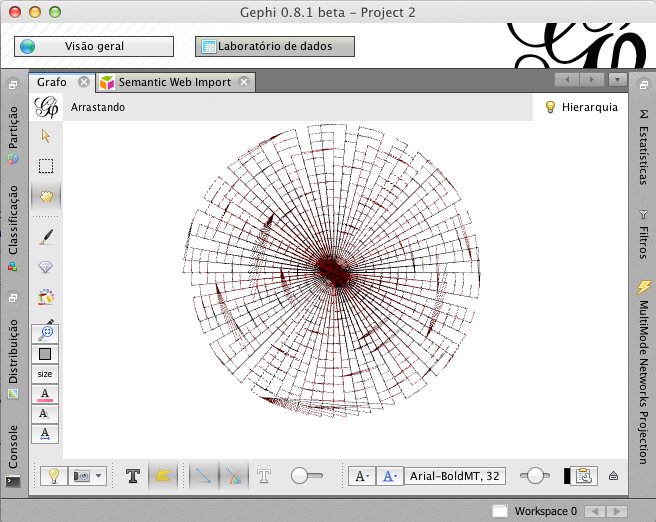 Gephi 0.8.1 beta – Project 2
Visão geral
Laboratório de dados
Grafo
Semantic Web Import
Arrastando
Hierarquia
Partição
Classificação
Distribuição
Console
size
A
A
A
Estatísticas
Filtros
MultiMode Networks Projection
T
T
A
A
Arial-BoldMT, 32
Workspace 0